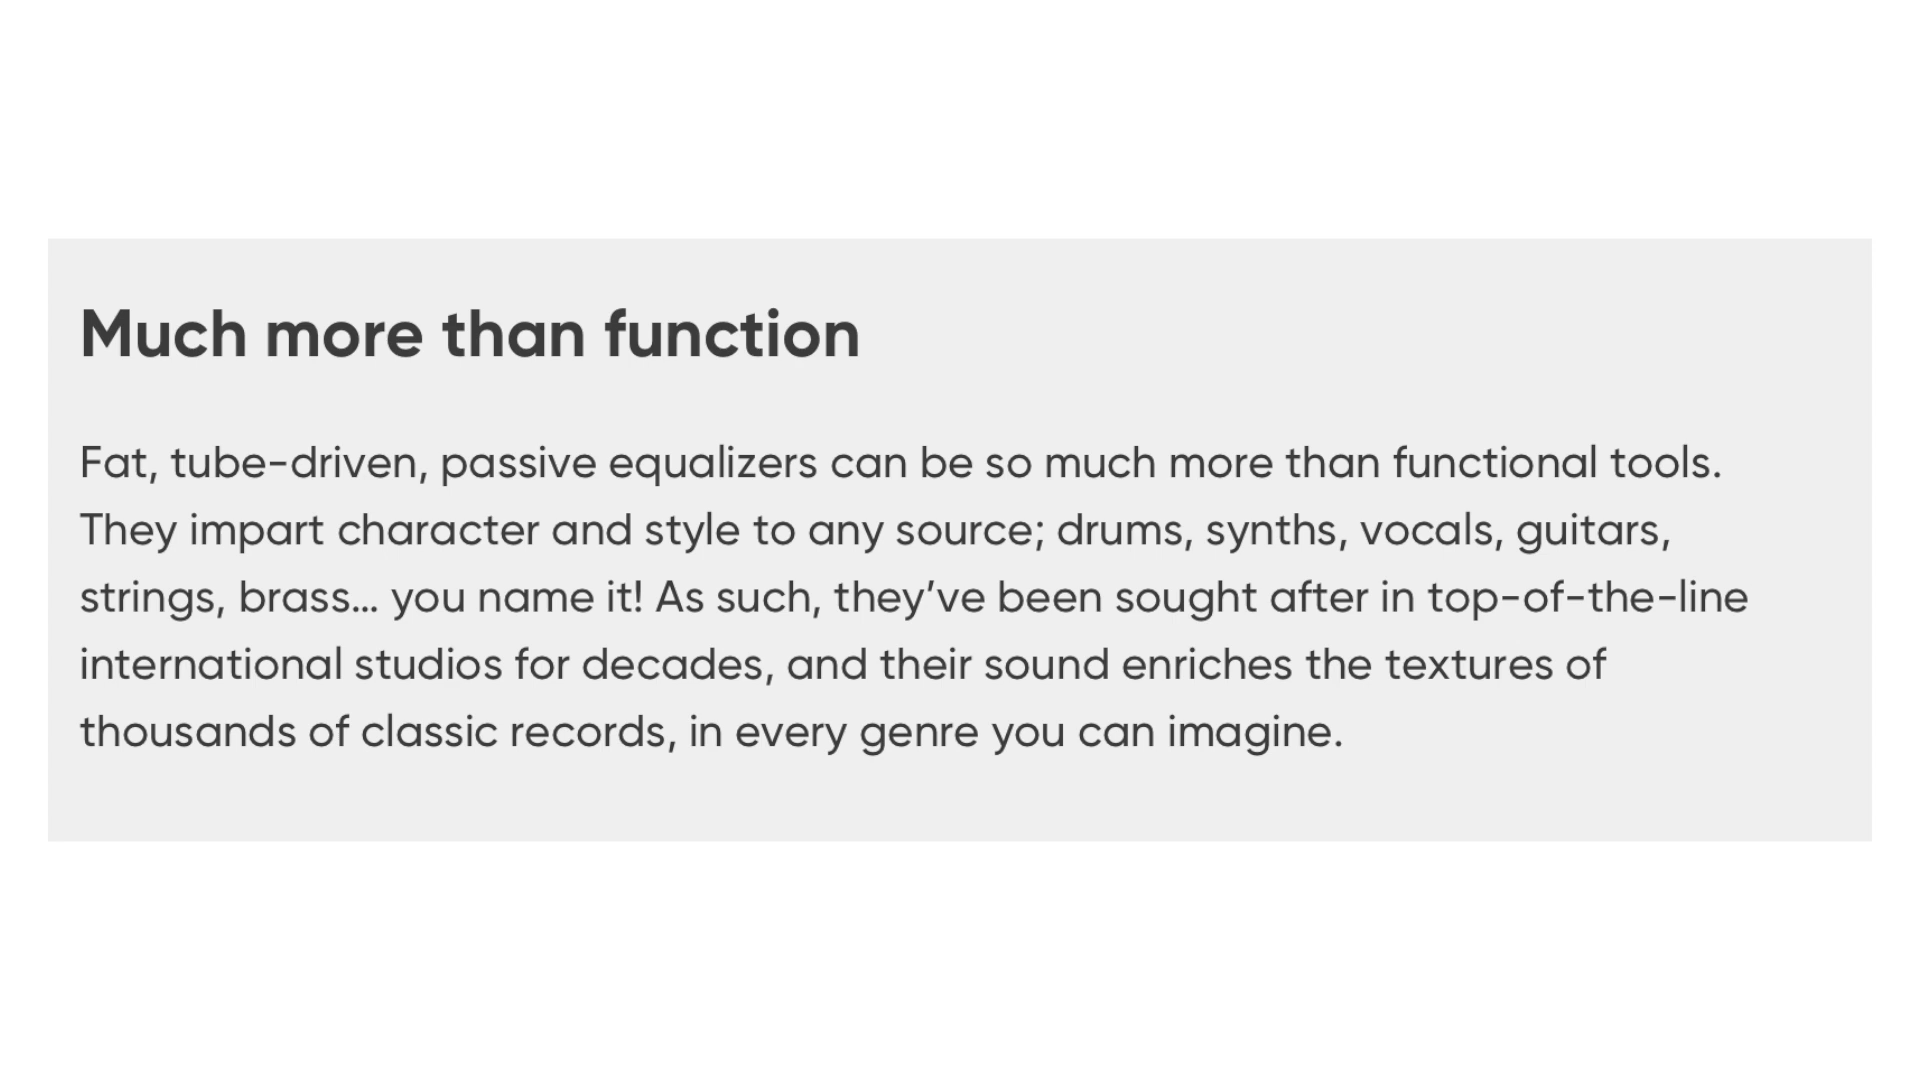 Much more than function
Fat, tube-driven, passive equalizers can be so much more than functional tools.
They impart character and style to any source; drums, synths, vocals, guitars,
strings, brass... you name it! As such, they’ve been sought after in top-of-the-line
international studios for decades, and their sound enriches the textures of
thousands of classic records, in every genre you can imagine.